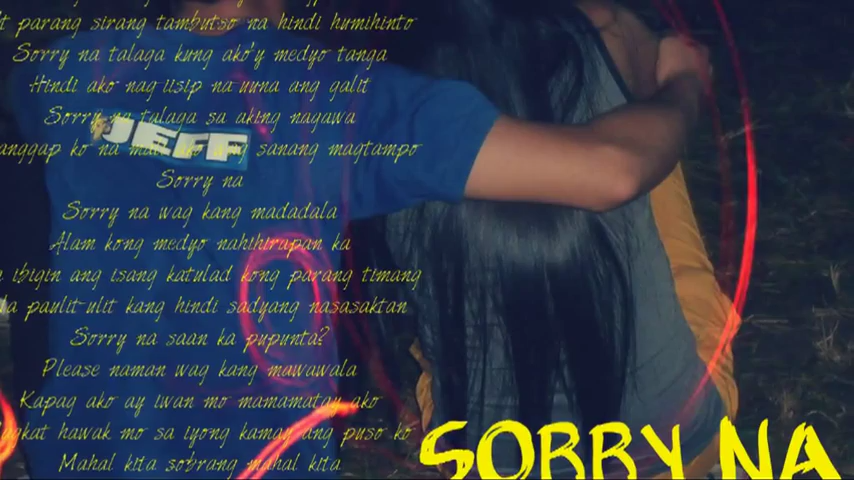 parang sirang tambutso na hindi humihinto
Sorry na talaga kung ako'y medyo tanga
Hindi ako nag iisip na uuna ang galit
Sorry na talaga sa aking nagawa
ko na sanang magtampo
Sorry na
Sorry na wag kang madadala
Alam kong medyo nahihirapan ka
ibigin ang isang katulad kong parang timang
paulit-ulit kang hindi sadyang nasasaktan
Sorry na saan ka pupunta?
Please naman wag kang mawawala
Kapag ako ay iwan mo mamamatay ako
hawak mo sa iyong kamay ang puso ko
Mahal kita sobrang mahal kita
JEFF
SORRY NA